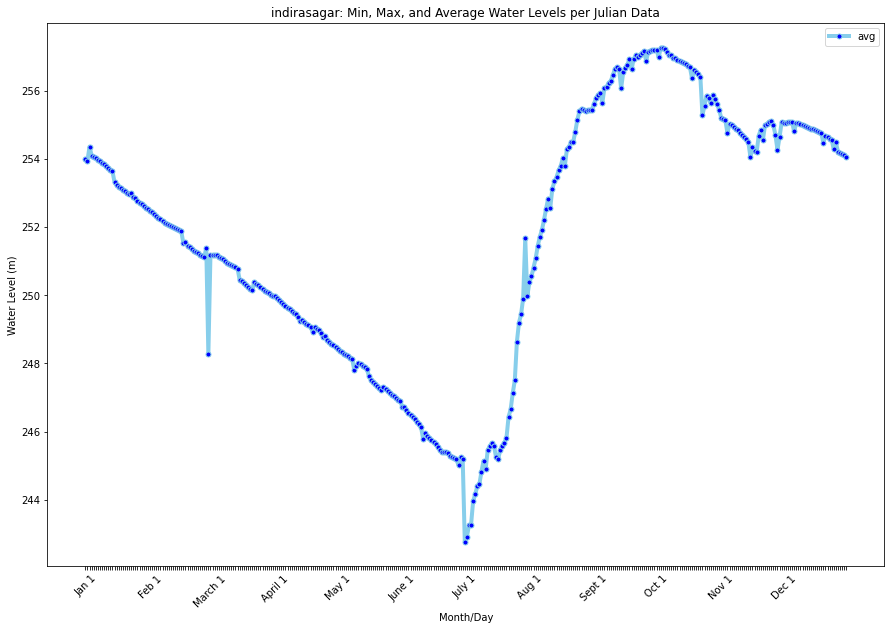 indirasagar: Min, Max, and Average Water Levels per Julian Data
avg
256
254
252
250
248
246
244
Water Level (m)
Jan 1
Feb 1
March 1
April 1
May 1
June 1
July 1
Aug 1
Sept 1
Oct 1
Nov 1
Dec 1
Month/Day